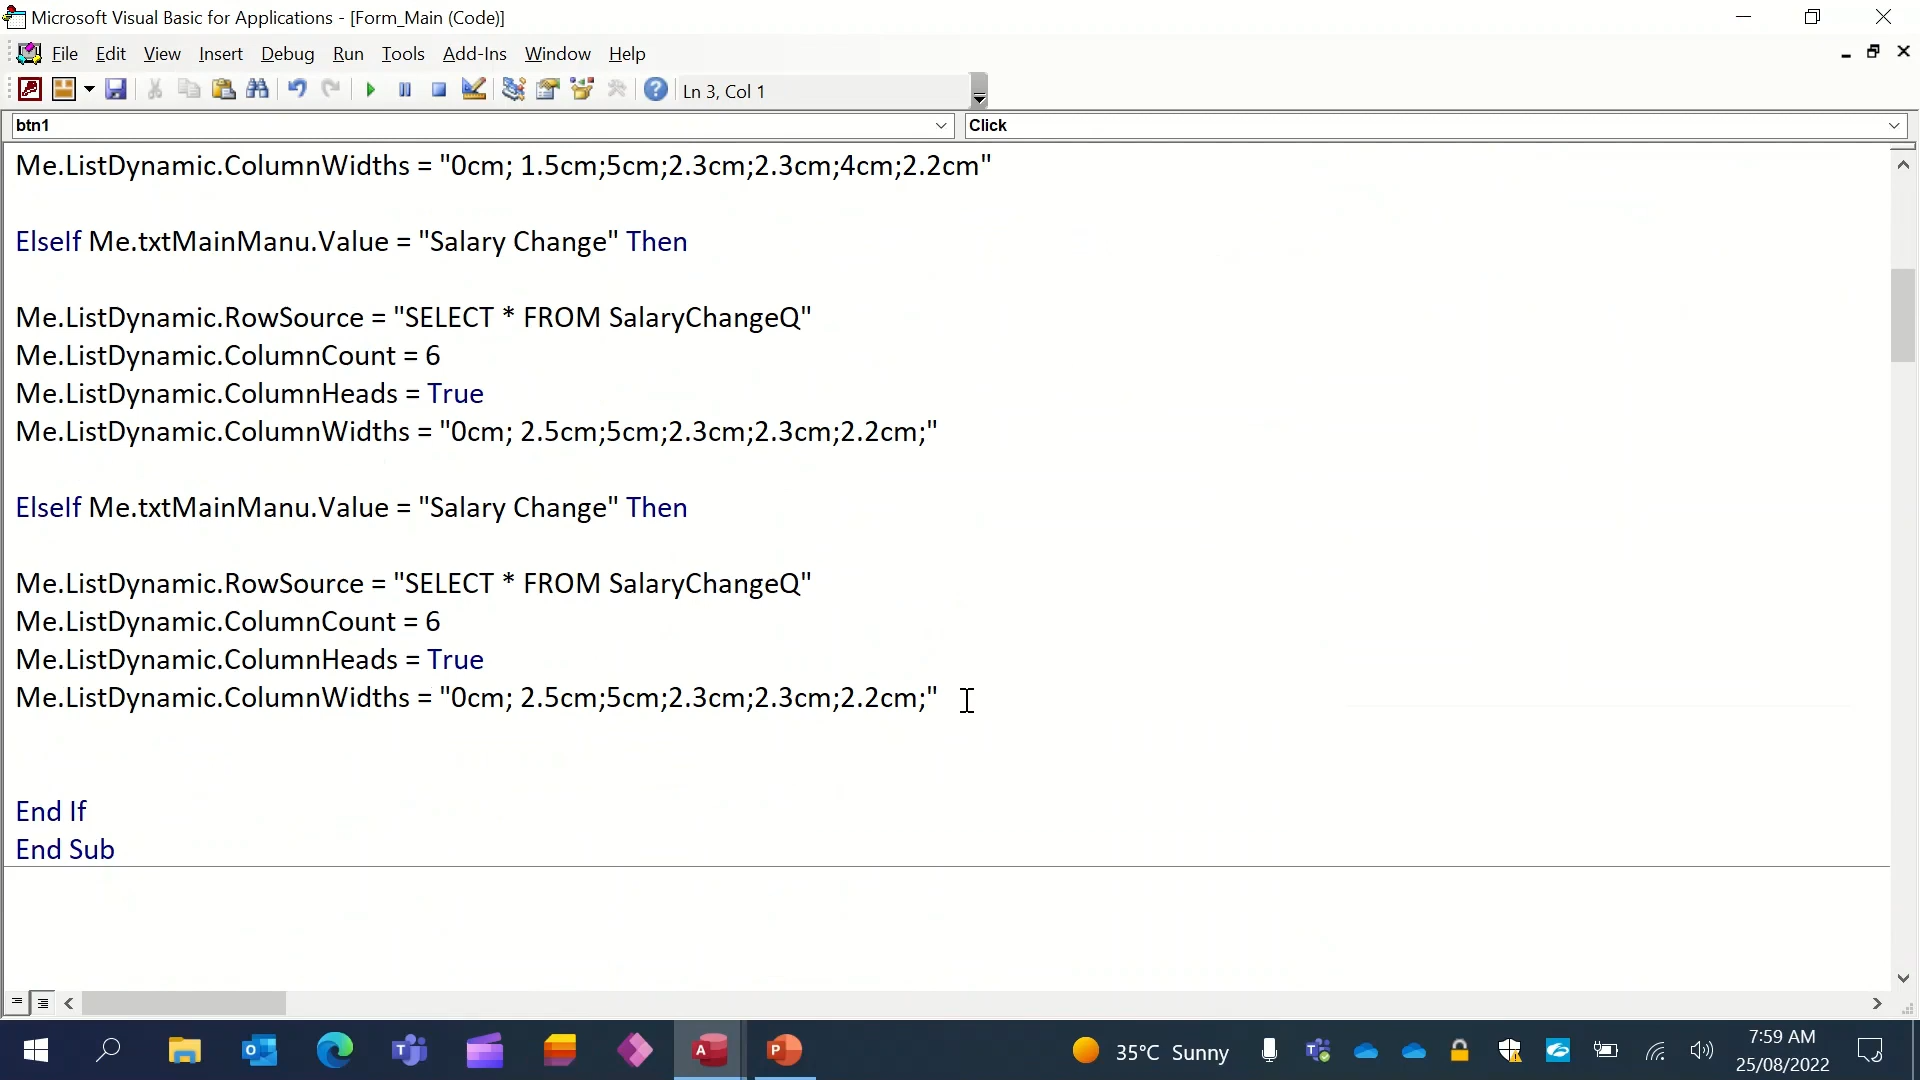 Microsoft Visual Basic for Applications - [Form_Main (Code)]
File Edit View Insert Debug Run Tools Add-Ins Window Help
Ln 3, Col 1
btn1 Click
Me.ListDynamic.ColumnWidths = "0cm; 1.5cm;5cm;2.3cm;2.3cm;4cm;2.2cm"
ElseIf Me.txtMainManu.Value = "Salary Change" Then
Me.ListDynamic.RowSource = "SELECT * FROM SalaryChangeQ"
Me.ListDynamic.ColumnCount = 6
Me.ListDynamic.ColumnHeads = True
Me.ListDynamic.ColumnWidths = "0cm; 2.5cm;5cm;2.3cm;2.3cm;2.2cm;"
ElseIf Me.txtMainManu.Value = "Salary Change" Then
Me.ListDynamic.RowSource = "SELECT * FROM SalaryChangeQ"
Me.ListDynamic.ColumnCount = 6
Me.ListDynamic.ColumnHeads = True
Me.ListDynamic.ColumnWidths = "0cm; 2.5cm;5cm;2.3cm;2.3cm;2.2cm;"
End If
End Sub
35°C Sunny
7:59 AM
25/08/2022